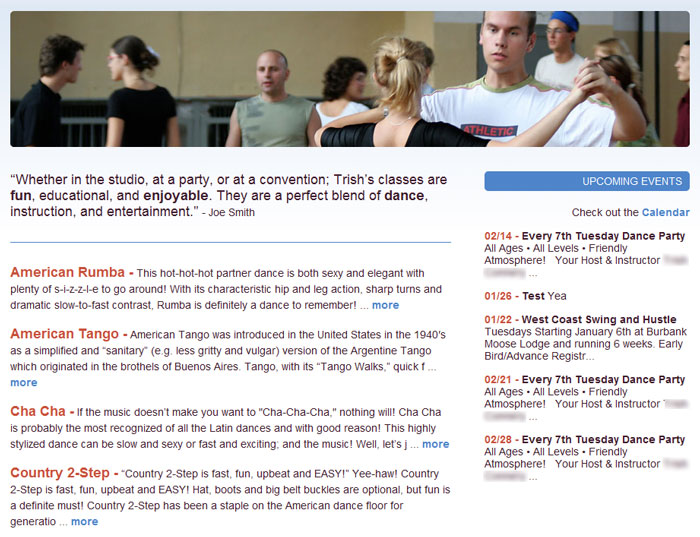 ATHLETIC
“Whether in the studio, at a party, or at a convention; Trish’s classes are
fun, educational, and enjoyable. They are a perfect blend of dance,
instruction, and entertainment.” - Joe Smith
American Rumba - This hot-hot-hot partner dance is both sexy and elegant with
plenty of s-i-z-z-l-e to go around! With its characteristic hip and leg action, sharp turns and
dramatic slow-to-fast contrast, Rumba is definitely a dance to remember! ... more
American Tango - American Tango was introduced in the United States in the 1940's
as a simplified and “sanitary” (e.g. less gritty and vulgar) version of the Argentine Tango
which originated in the brothels of Buenos Aires. Tango, with its “Tango Walks,” quick f ...
more
Cha Cha - If the music doesn’t make you want to "Cha-Cha-Cha," nothing will! Cha Cha
is probably the most recognized of all the Latin dances and with good reason! This highly
stylized dance can be slow and sexy or fast and exciting; and the music! Well, let’s j ... more
Country 2-Step - “Country 2-Step is fast, fun, upbeat and EASY!” Yee-haw! Country
2-Step is fast, fun, upbeat and EASY! Hat, boots and big belt buckles are optional, but fun is
a definite must! Country 2-Step has been a staple on the American dance floor for
generatio ... more
UPCOMING EVENTS
Check out the Calendar
02/14 - Every 7th Tuesday Dance Party
All Ages • All Levels • Friendly
Atmosphere! Your Host & Instructor
...
01/26 - Test Yea
01/22 - West Coast Swing and Hustle
Tuesdays Starting January 6th at Burbank
Moose Lodge and running 6 weeks. Early
Bird/Advance Registr...
02/21 - Every 7th Tuesday Dance Party
All Ages • All Levels • Friendly
Atmosphere! Your Host & Instructor
...
02/28 - Every 7th Tuesday Dance Party
All Ages • All Levels • Friendly
Atmosphere! Your Host & Instructor
...